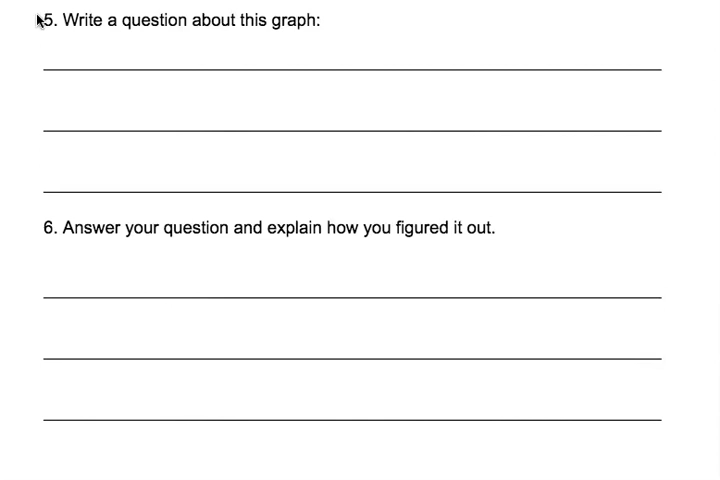 5. Write a question about this graph:
6. Answer your question and explain how you figured it out.